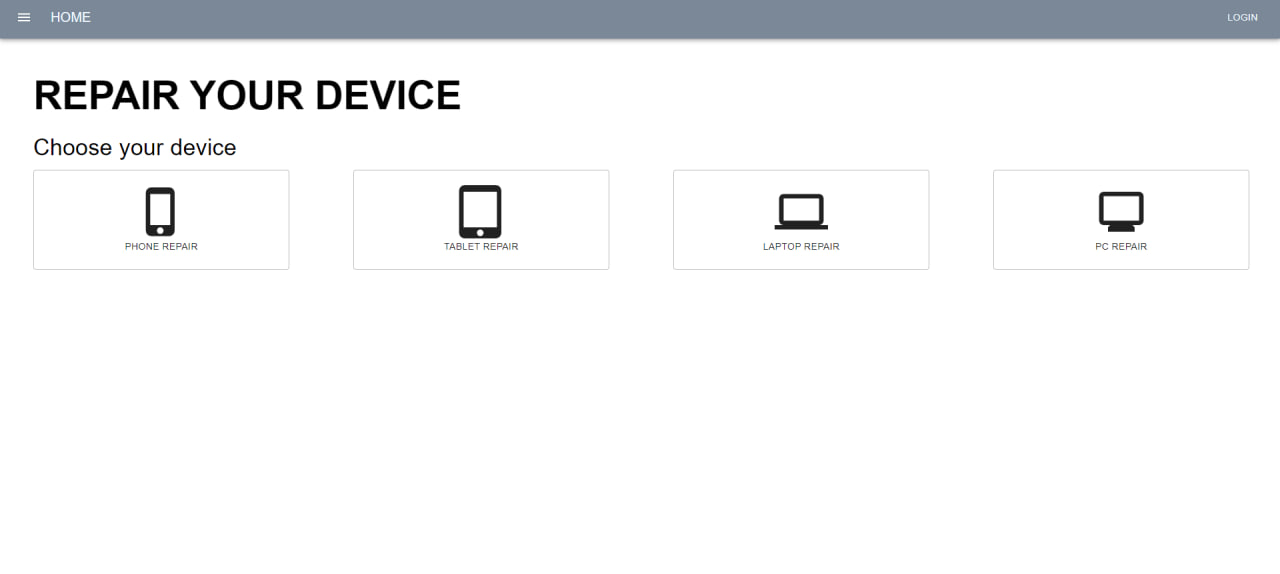 HOME
LOGIN
REPAIR YOUR DEVICE
Choose your device
PHONE REPAIR
TABLET REPAIR
LAPTOP REPAIR
PC REPAIR